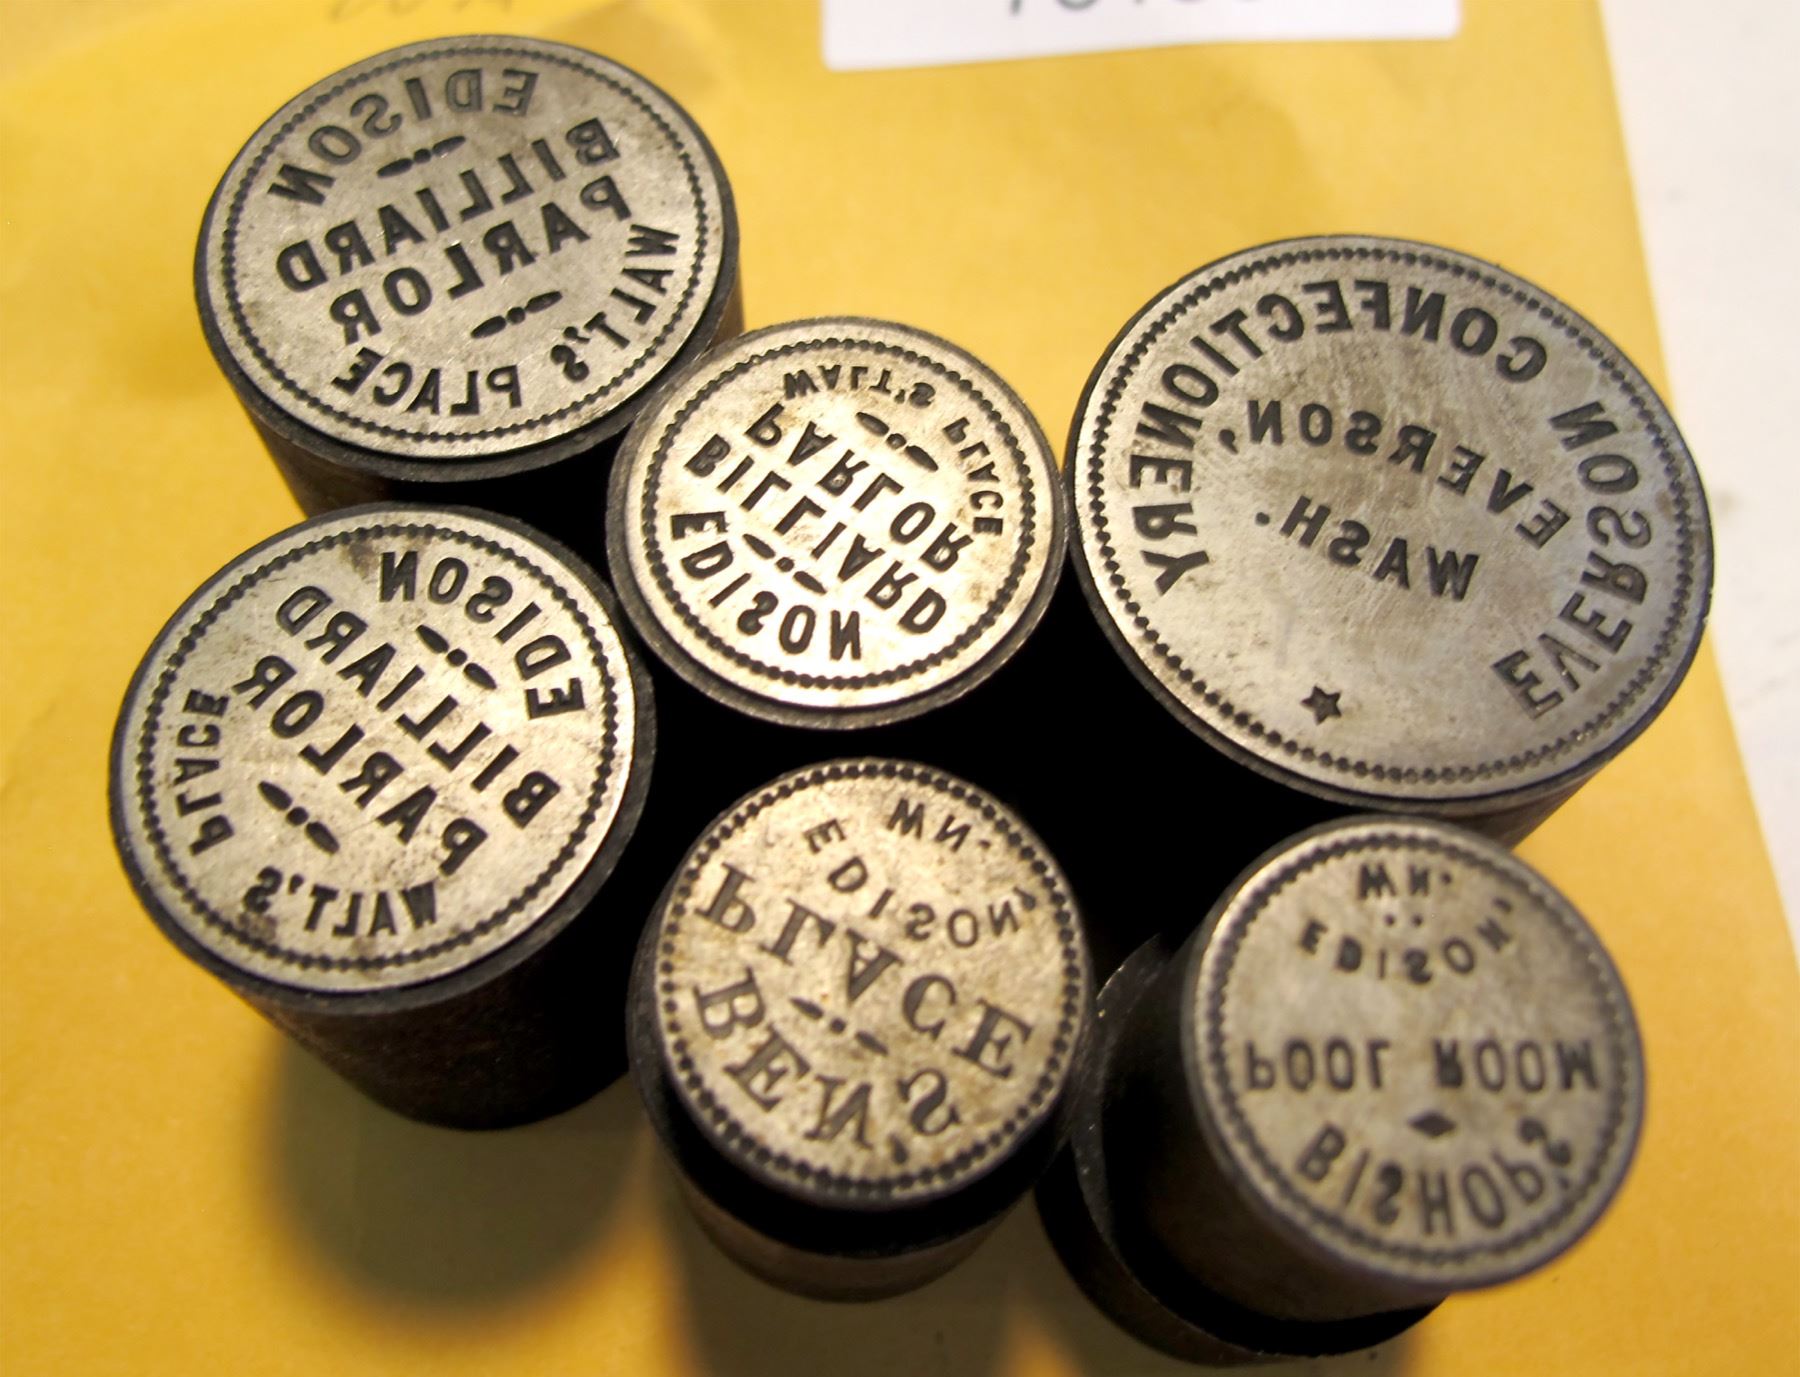 EDISON
BILLIARD
PARLOR
WALT'S PLACE
EDISON
BILLIARD
PARLOR
WALT'S PLACE
EVERSON CONFECTIONERY
EVERSON,
WASH.
EDISON
BILLIARD
PARLOR
WALT'S PLACE
BEW'S
PLACE
EDISON,
WN.
BISHOP'S
POOL ROOM
EDISON,
WN.